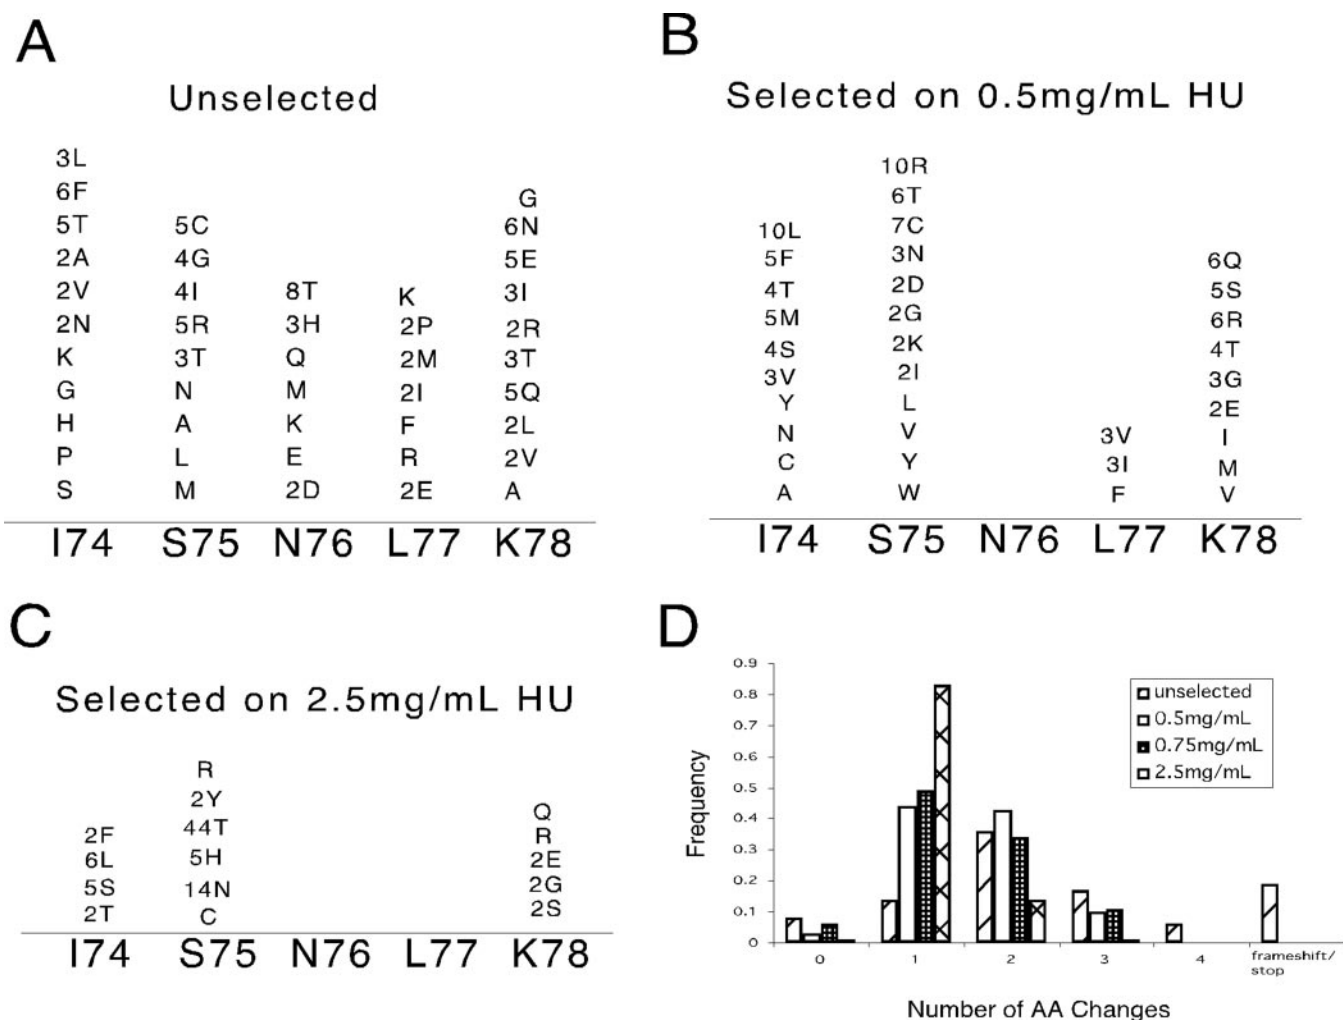 A
Unselected
3L
6F
5T 5C G
2A 4G 6N
2V 4I 8T K 5E
2N 5R 3H 2P 3I
K 3T Q 2M 2R
G N M 2I 3T
H A K F 5Q
P L E R 2L
S M 2D 2E 2V
A
I74 S75 N76 L77 K78
B
Selected on 0.5mg/mL HU
10R
6T
10L 7C
5F 3N 6Q
4T 2D 5S
5M 2G 6R
4S 2K 4T
3V 2I 3G
Y L 2E
N V 3V I
C Y 3I M
A W F V
I74 S75 N76 L77 K78
C
Selected on 2.5mg/mL HU
R
2Y Q
2F 44T R
6L 5H 2E
5S 14N 2G
2T C 2S
I74 S75 N76 L77 K78
D
0.9
0.8
0.7
0.6
0.5
0.4
0.3
0.2
0.1
0
Frequency
unselected
0.5mg/mL
0.75mg/mL
2.5mg/mL
0 1 2 3 4 frameshift/
stop
Number of AA Changes